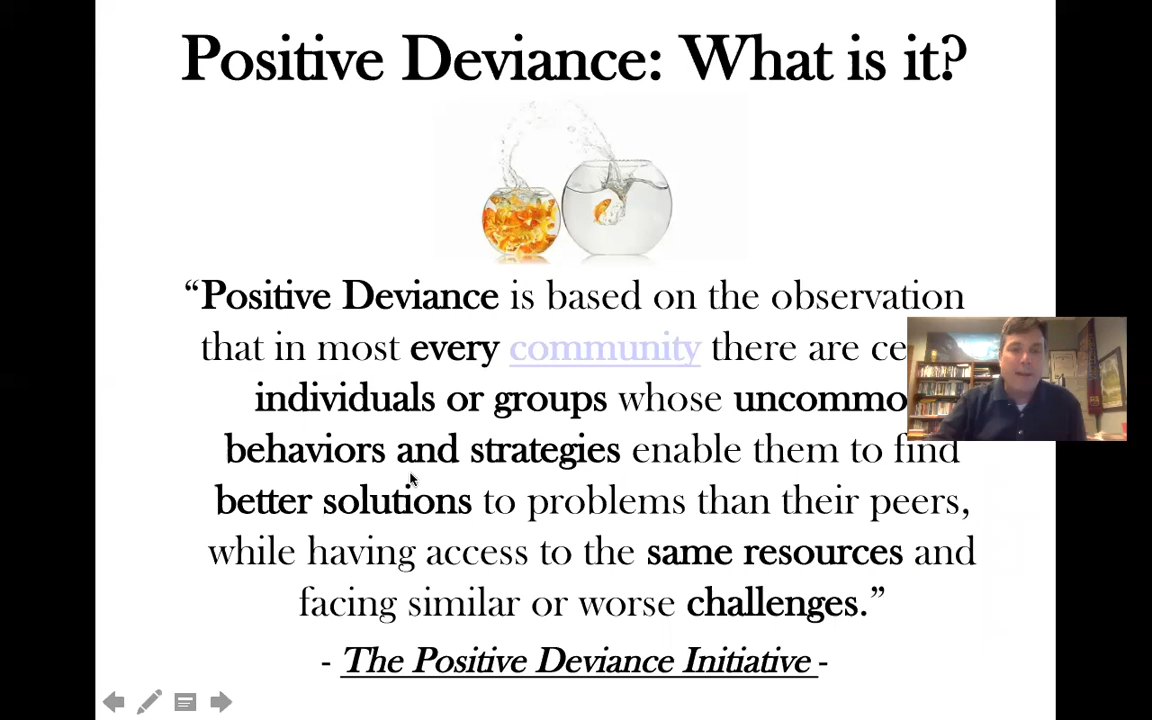 Positive Deviance: What is it?
“Positive Deviance is based on the observation
that in most every community there are ce
individuals or groups whose uncommo
behaviors and strategies enable them to find
better solutions to problems than their peers,
while having access to the same resources and
facing similar or worse challenges.”
- The Positive Deviance Initiative -